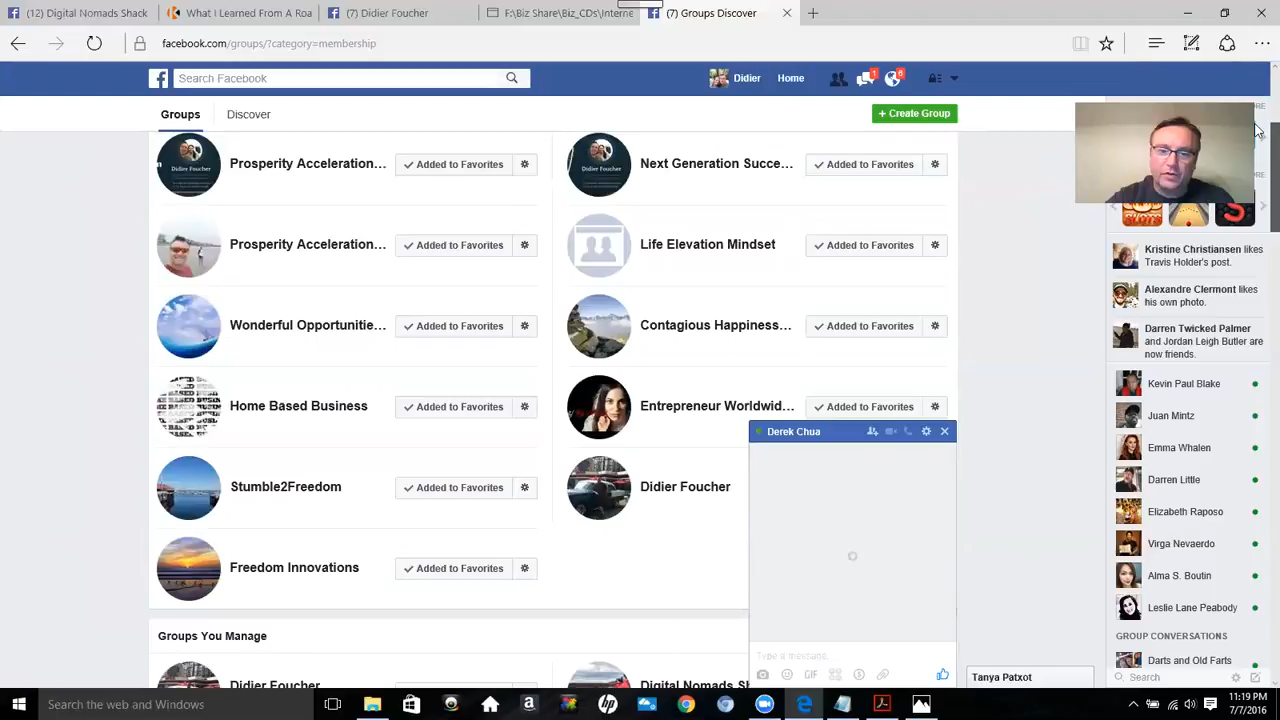 (12) Digital Nomads Sh
What I Learned From A Roa
(7) Didier Foucher
F:\Biz Share\Biz_CDs\Interne
(7) Groups Discover
facebook.com/groups/?category=membership
Search Facebook
Didier
Home
1
6
Groups
Discover
+ Create Group
Prosperity Acceleration...
Added to Favorites
Next Generation Succe...
Added to Favorites
Prosperity Acceleration...
Added to Favorites
Life Elevation Mindset
Added to Favorites
Wonderful Opportunitie...
Added to Favorites
Contagious Happiness...
Added to Favorites
Home Based Business
Added to Favorites
Entrepreneur Worldwid...
Added to Favorites
Stumble2Freedom
Added to Favorites
Didier Foucher
Freedom Innovations
Added to Favorites
Groups You Manage
Didier Foucher
Digital Nomads Sh
Derek Chua
Type a message...
GIF
Tanya Patxot
SLOTS
Kristine Christiansen likes
Travis Holder's post.
Alexandre Clermont likes
his own photo.
Darren Twicked Palmer
and Jordan Leigh Butler are
now friends.
Kevin Paul Blake
Juan Mintz
Emma Whalen
Darren Little
Elizabeth Raposo
Virga Nevaerdo
Alma S. Boutin
Leslie Lane Peabody
GROUP CONVERSATIONS
Darts and Old Farts
Search
Search the web and Windows
11:19 PM
7/7/2016